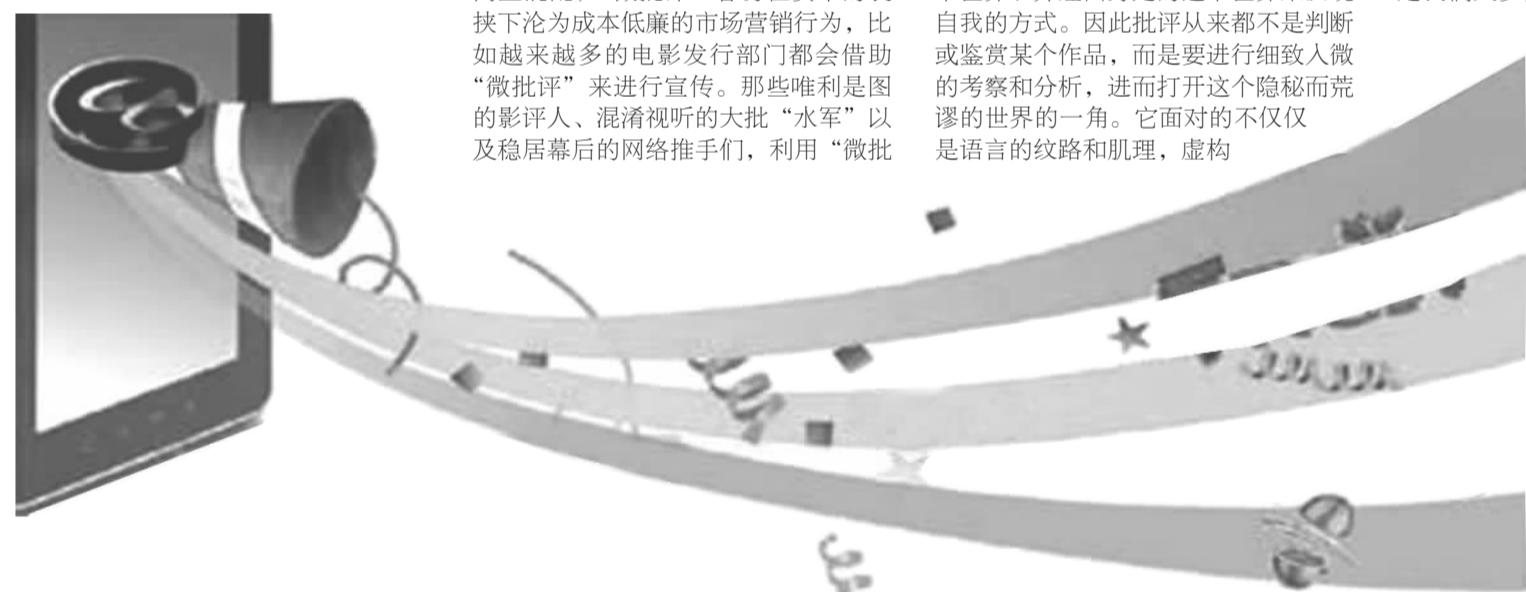 挟下沦为成本低廉的市场营销行为，比
如越来越多的电影发行部门都会借助
“微批评”来进行宣传。那些唯利是图
的影评人、混淆视听的大批“水军”以
及稳居幕后的网络推手们，利用“微批
自我的方式。因此批评从来都不是判断
或鉴赏某个作品，而是要进行细致入微
的考察和分析，进而打开这个隐秘而荒
谬的世界的一角。它面对的不仅仅
是语言的纹路和肌理，虚构